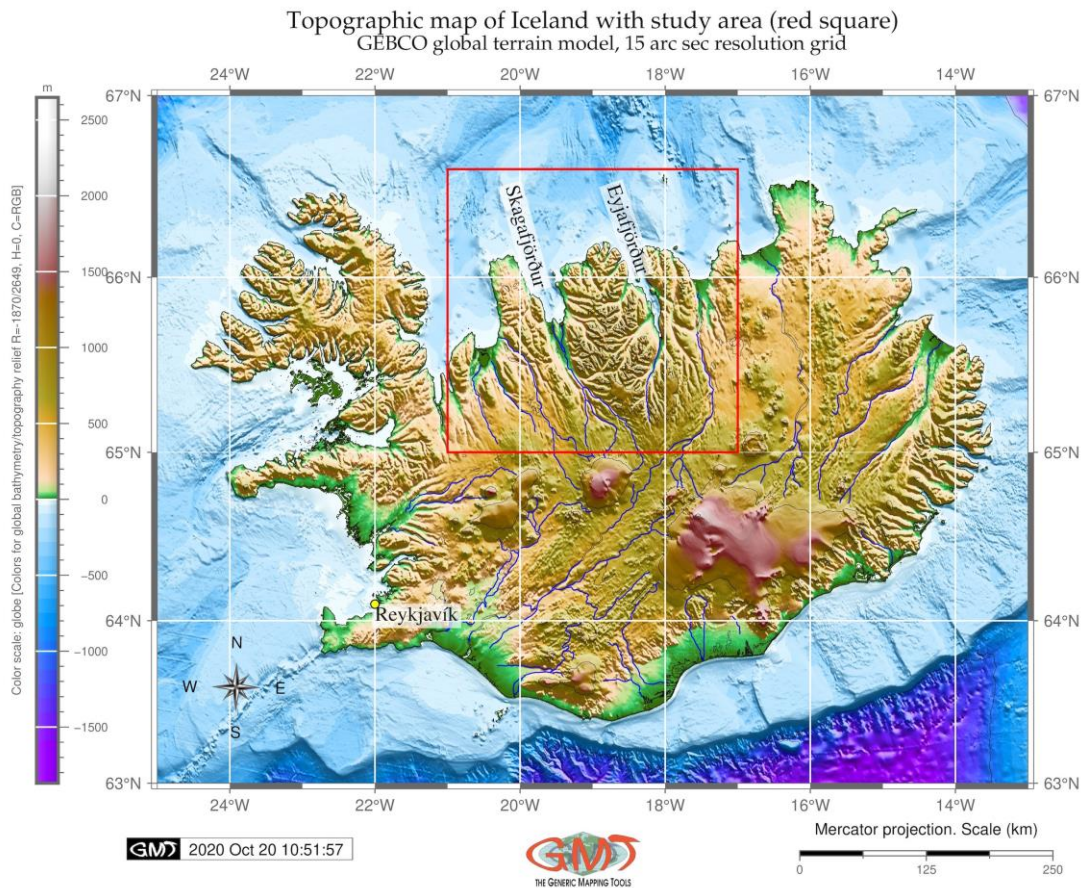 Topographic map of Iceland with study area (red square)
GEBCO global terrain model, 15 arc sec resolution grid
m
24°W 22°W 20°W 18°W 16°W 14°W
67°N 67°N
2500
2000
1500
1000
500
0
−500
−1000
−1500
Color scale: globe [Colors for global bathymetry/topography relief R=-1870/2649, H=0, C=RGB]
Skagafjörður
Eyjafjörður
66°N 66°N
65°N 65°N
64°N 64°N
Reykjavík
N
W E
S
63°N 63°N
24°W 22°W 20°W 18°W 16°W 14°W
GMT 2020 Oct 20 10:51:57
GMT
THE GENERIC MAPPING TOOLS
Mercator projection. Scale (km)
0 125 250